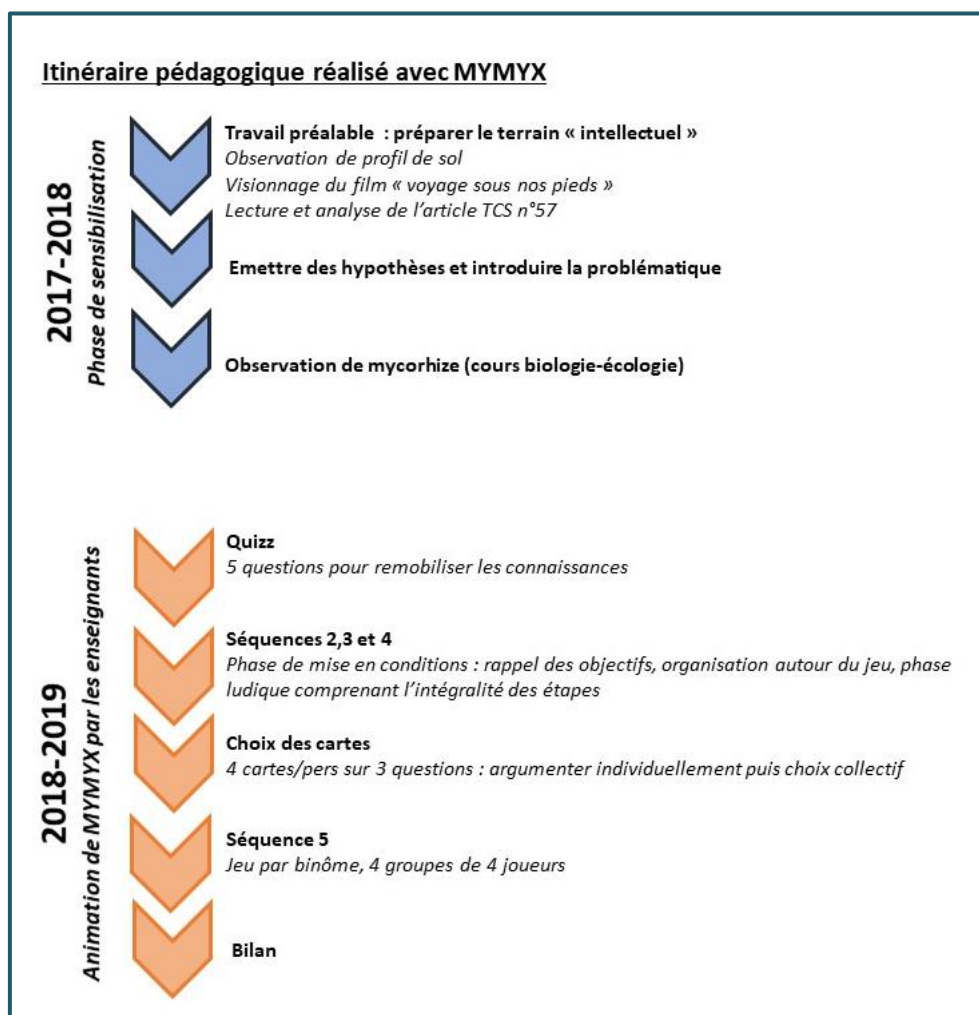 Itinéraire pédagogique réalisé avec MYMYX
2017-2018
Phase de sensibilisation
Travail préalable : préparer le terrain « intellectuel »
Observation de profil de sol
Visionnage du film « voyage sous nos pieds »
Lecture et analyse de l’article TCS n°57
Emettre des hypothèses et introduire la problématique
Observation de mycorhize (cours biologie-écologie)
2018-2019
Animation de MYMYX par les enseignants
Quizz
5 questions pour remobiliser les connaissances
Séquences 2,3 et 4
Phase de mise en conditions : rappel des objectifs, organisation autour du jeu, phase
ludique comprenant l’intégralité des étapes
Choix des cartes
4 cartes/pers sur 3 questions : argumenter individuellement puis choix collectif
Séquence 5
Jeu par binôme, 4 groupes de 4 joueurs
Bilan